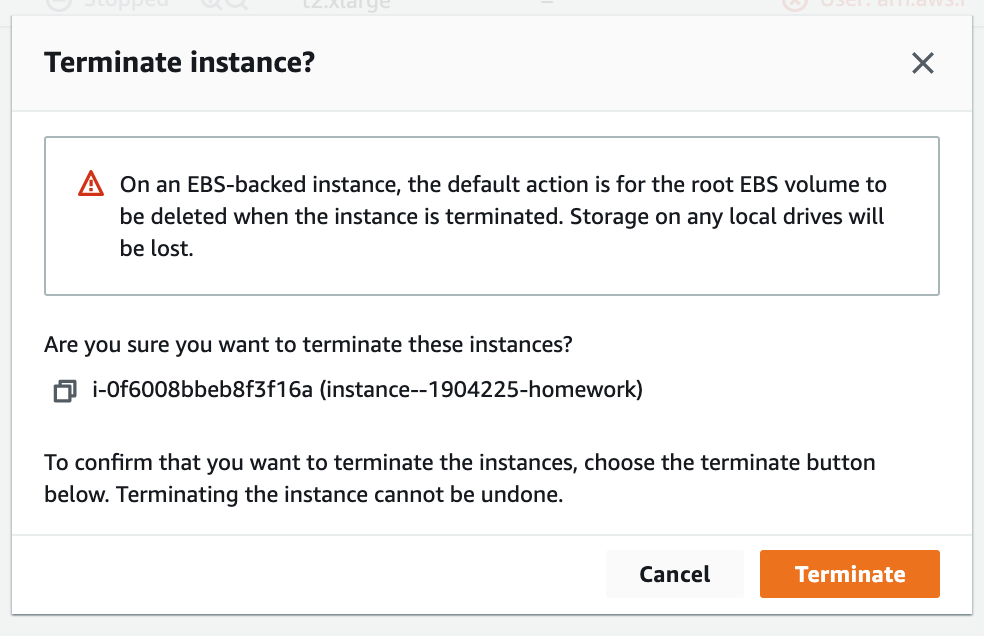 Stopped t2.xlarge – User: arn:aws:
Terminate instance?
On an EBS-backed instance, the default action is for the root EBS volume to
be deleted when the instance is terminated. Storage on any local drives will
be lost.
Are you sure you want to terminate these instances?
i-0f6008bbeb8f3f16a (instance--1904225-homework)
To confirm that you want to terminate the instances, choose the terminate button
below. Terminating the instance cannot be undone.
Cancel Terminate